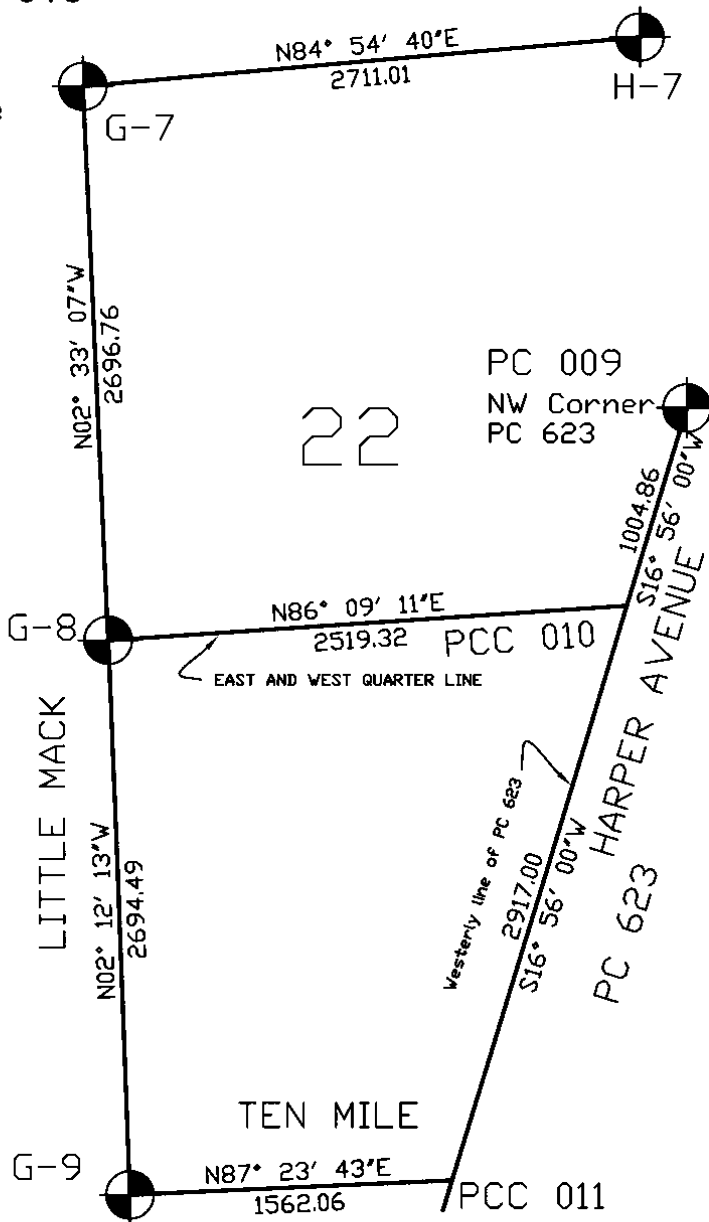 N84° 54' 40"E
2711.01
H-7
G-7
N02° 33' 07"W
2696.76
22
PC 009
NW Corner
PC 623
1004.86
S16° 56' 00"W
HARPER AVENUE
G-8
N86° 09' 11"E
2519.32
PCC 010
EAST AND WEST QUARTER LINE
LITTLE MACK
N02° 12' 13"W
2694.49
Westerly line of PC 623
2917.00
S16° 56' 00"W
PC 623
TEN MILE
G-9
N87° 23' 43"E
1562.06
PCC 011